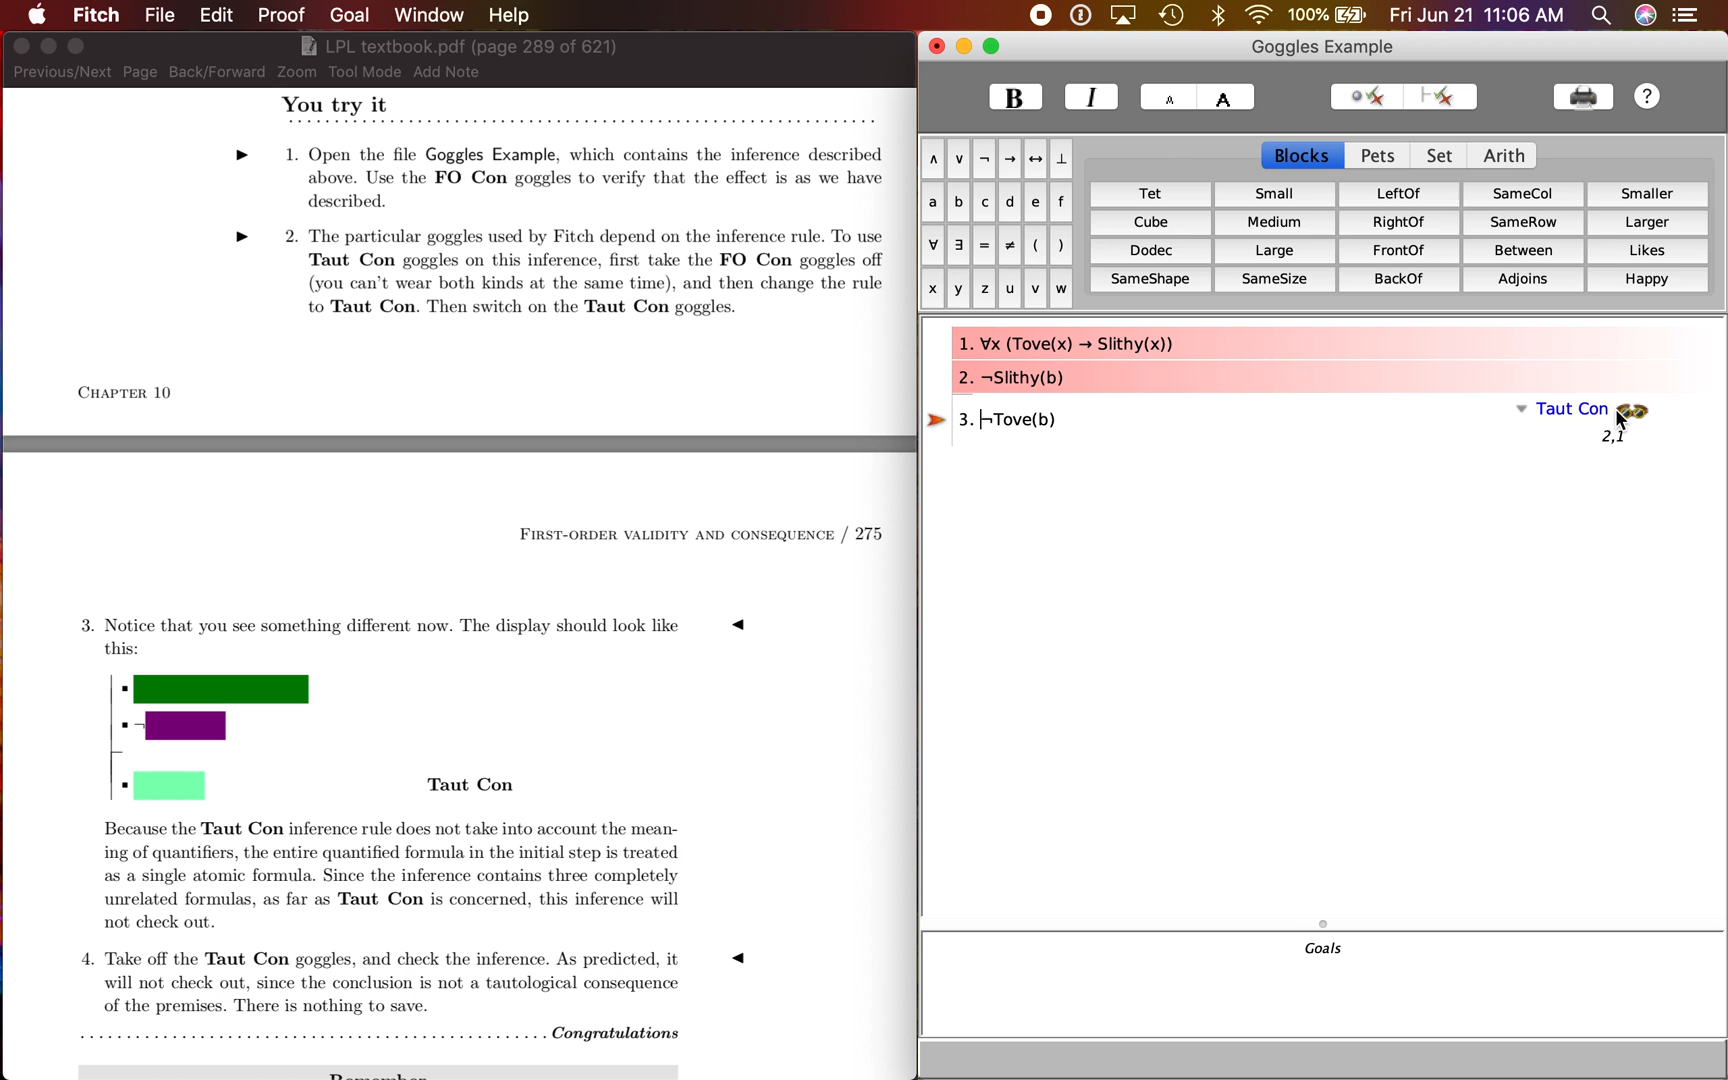 Fitch File Edit Proof Goal Window Help
100% Fri Jun 21 11:06 AM
LPL textbook.pdf (page 289 of 621)
Previous/Next Page Back/Forward Zoom Tool Mode Add Note
You try it
► 1. Open the file Goggles Example, which contains the inference described
above. Use the FO Con goggles to verify that the effect is as we have
described.
► 2. The particular goggles used by Fitch depend on the inference rule. To use
Taut Con goggles on this inference, first take the FO Con goggles off
(you can't wear both kinds at the same time), and then change the rule
to Taut Con. Then switch on the Taut Con goggles.
Chapter 10
First-order validity and consequence / 275
3. Notice that you see something different now. The display should look like ◄
this:
¬
Taut Con
Because the Taut Con inference rule does not take into account the mean-
ing of quantifiers, the entire quantified formula in the initial step is treated
as a single atomic formula. Since the inference contains three completely
unrelated formulas, as far as Taut Con is concerned, this inference will
not check out.
4. Take off the Taut Con goggles, and check the inference. As predicted, it ◄
will not check out, since the conclusion is not a tautological consequence
of the premises. There is nothing to save.
Congratulations
Goggles Example
B I A A ?
∧ ∨ ¬ → ↔ ⊥
a b c d e f
∀ ∃ = ≠ ( )
x y z u v w
Blocks Pets Set Arith
Tet Small LeftOf SameCol Smaller
Cube Medium RightOf SameRow Larger
Dodec Large FrontOf Between Likes
SameShape SameSize BackOf Adjoins Happy
1. ∀x (Tove(x) → Slithy(x))
2. ¬Slithy(b)
3. ¬Tove(b) Taut Con
2,1
Goals